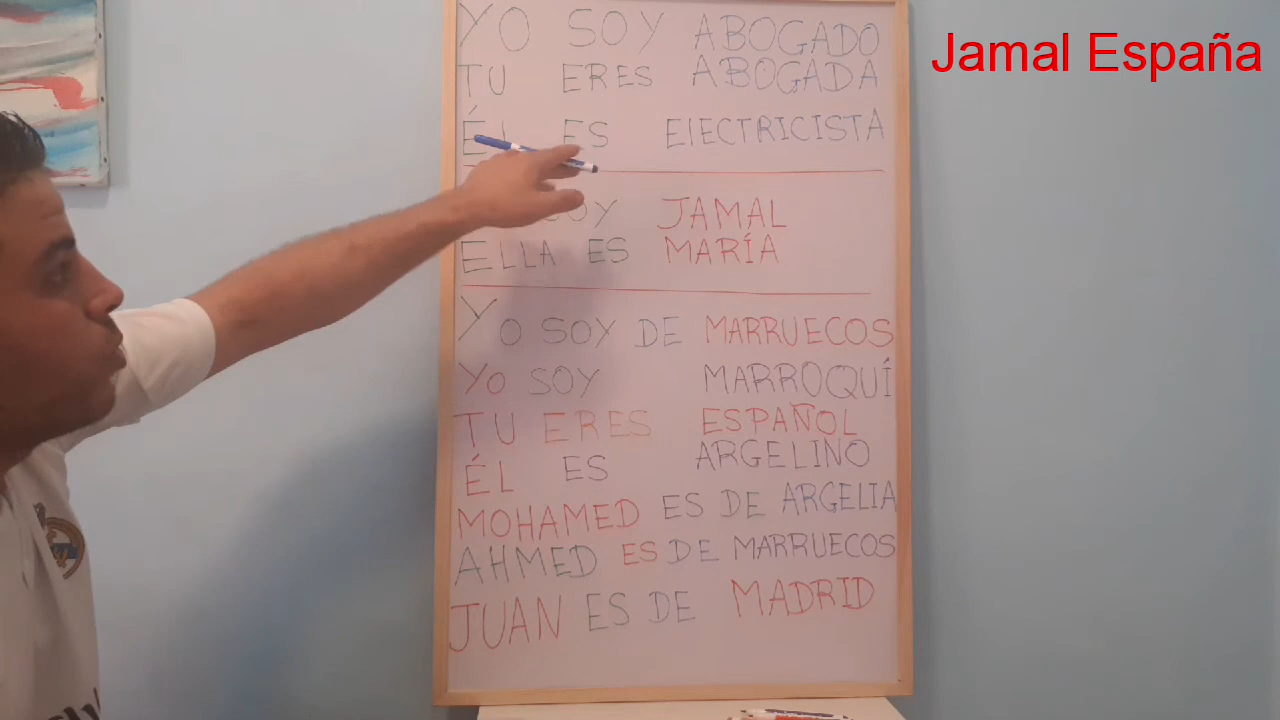 YO SOY ABOGADO
TU ERES ABOGADA
ÉL ES ElECTRICISTA
SOY JAMAL
ELLA ES MARÍA
YO SOY DE MARRUECOS
YO SOY MARROQUÍ
TU ERES ESPAÑOL
ÉL ES ARGELINO
MOHAMED ES DE ARGELIA
AHMED ES DE MARRUECOS
JUAN ES DE MADRID
Jamal España